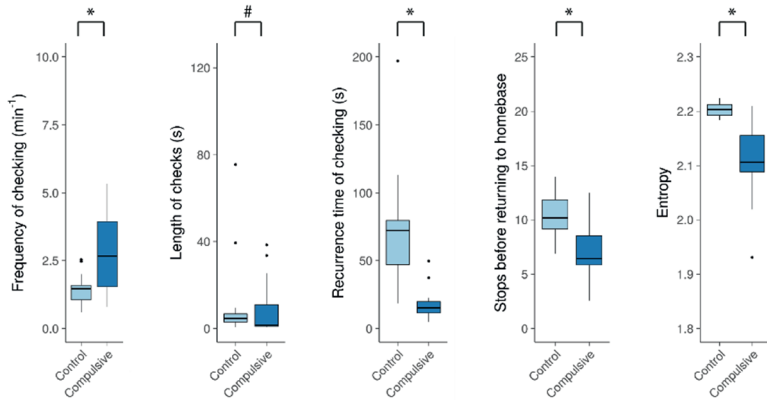 *
Frequency of checking (min⁻¹)
10.0
7.5
5.0
2.5
0.0
Control
Compulsive
#
Length of checks (s)
120
80
40
0
Control
Compulsive
*
Recurrence time of checking (s)
200
150
100
50
0
Control
Compulsive
*
Stops before returning to homebase
25
20
15
10
5
0
Control
Compulsive
*
Entropy
2.3
2.2
2.1
2.0
1.9
1.8
Control
Compulsive